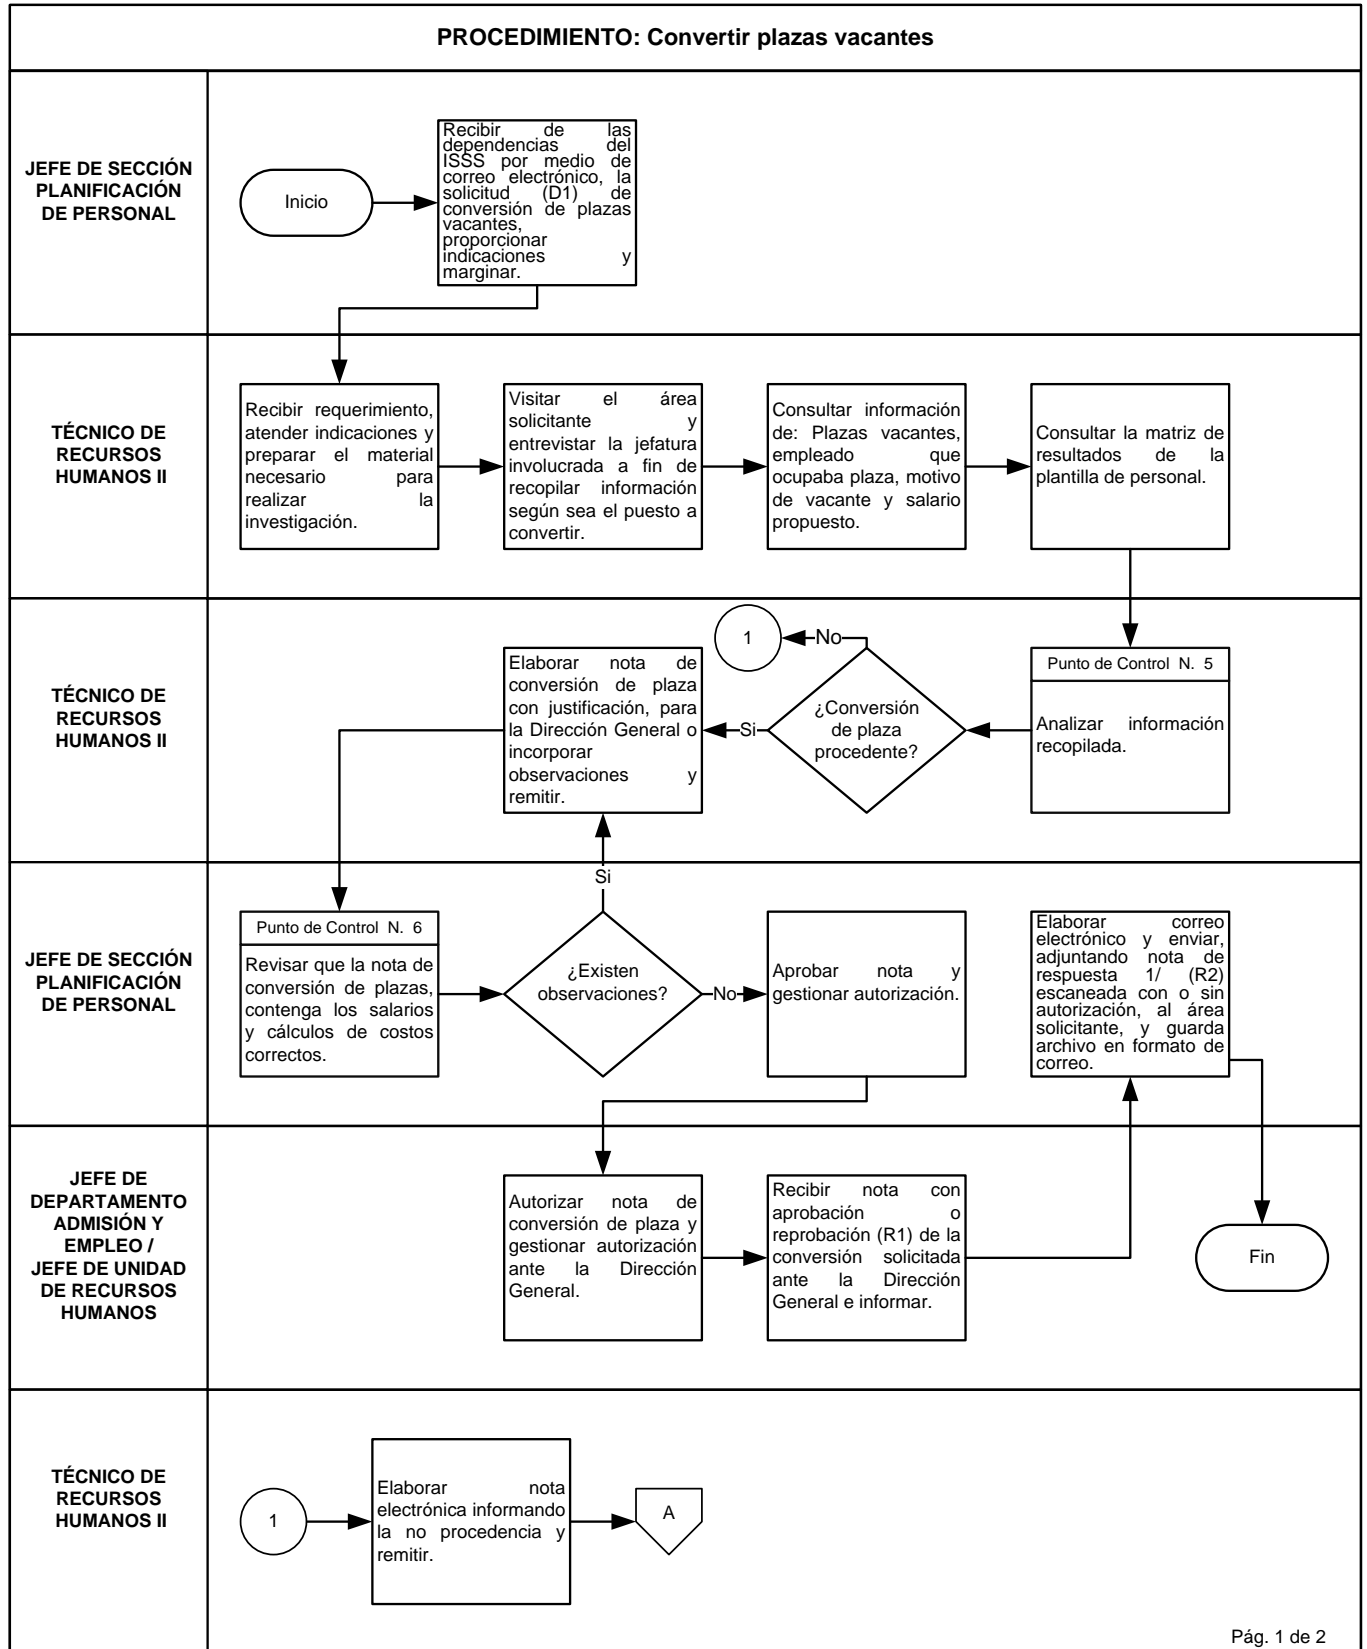 PROCEDIMIENTO: Convertir plazas vacantes
JEFE DE SECCIÓN
PLANIFICACIÓN
DE PERSONAL
Inicio
Recibir de las
dependencias del
ISSS por medio de
correo electrónico, la
solicitud (D1) de
conversión de plazas
vacantes,
proporcionar
indicaciones y
marginar.
TÉCNICO DE
RECURSOS
HUMANOS II
Recibir requerimiento,
atender indicaciones y
preparar el material
necesario para
realizar la
investigación.
Visitar el área
solicitante y
entrevistar la jefatura
involucrada a fin de
recopilar información
según sea el puesto a
convertir.
Consultar información
de: Plazas vacantes,
empleado que
ocupaba plaza, motivo
de vacante y salario
propuesto.
Consultar la matriz de
resultados de la
plantilla de personal.
TÉCNICO DE
RECURSOS
HUMANOS II
Elaborar nota de
conversión de plaza
con justificación, para
la Dirección General o
incorporar
observaciones y
remitir.
Si
1
No
¿Conversión
de plaza
procedente?
Punto de Control N. 5
Analizar información
recopilada.
JEFE DE SECCIÓN
PLANIFICACIÓN
DE PERSONAL
Punto de Control N. 6
Revisar que la nota de
conversión de plazas,
contenga los salarios
y cálculos de costos
correctos.
Si
¿Existen
observaciones?
No
Aprobar nota y
gestionar autorización.
Elaborar correo
electrónico y enviar,
adjuntando nota de
respuesta 1/ (R2)
escaneada con o sin
autorización, al área
solicitante, y guarda
archivo en formato de
correo.
JEFE DE
DEPARTAMENTO
ADMISIÓN Y
EMPLEO /
JEFE DE UNIDAD
DE RECURSOS
HUMANOS
Autorizar nota de
conversión de plaza y
gestionar autorización
ante la Dirección
General.
Recibir nota con
aprobación o
reprobación (R1) de la
conversión solicitada
ante la Dirección
General e informar.
Fin
TÉCNICO DE
RECURSOS
HUMANOS II
1
Elaborar nota
electrónica informando
la no procedencia y
remitir.
A
Pág. 1 de 2